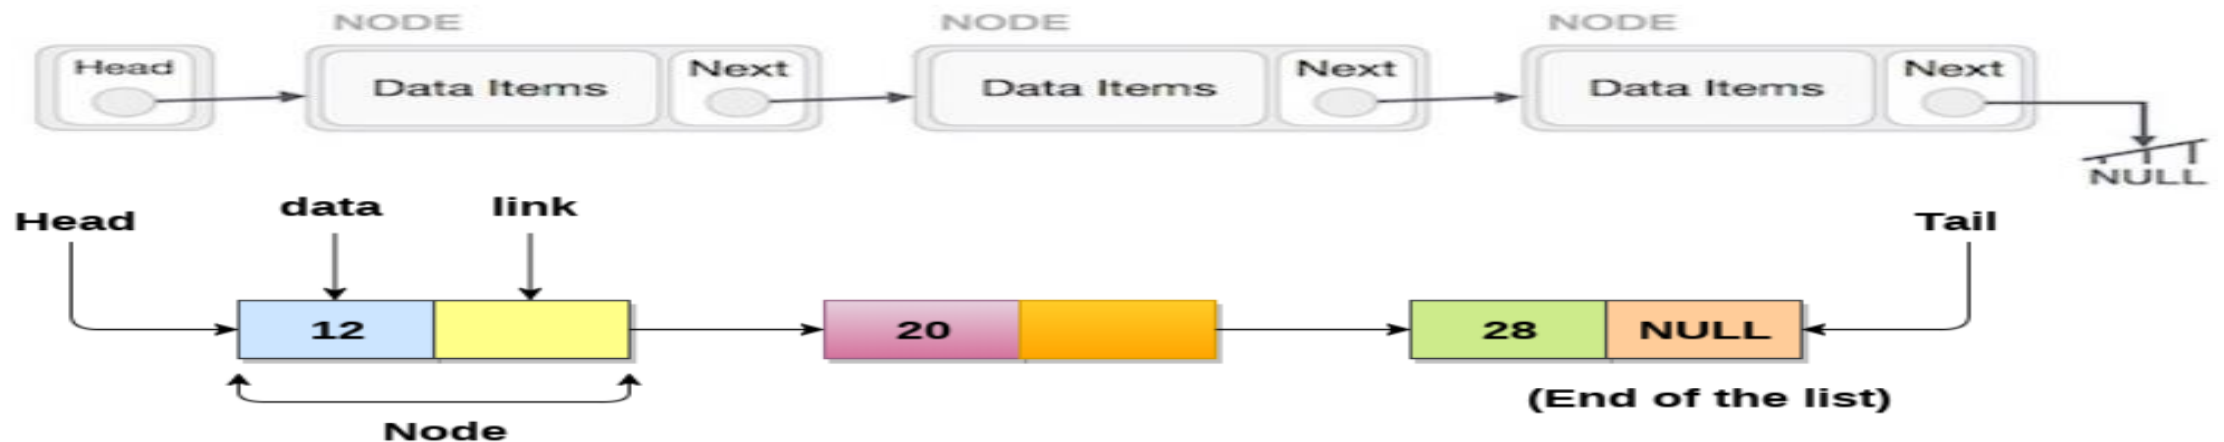 NODE NODE NODE
Head Data Items Next Data Items Next Data Items Next
NULL
Head data link Tail
12 20 28 NULL
(End of the list)
Node